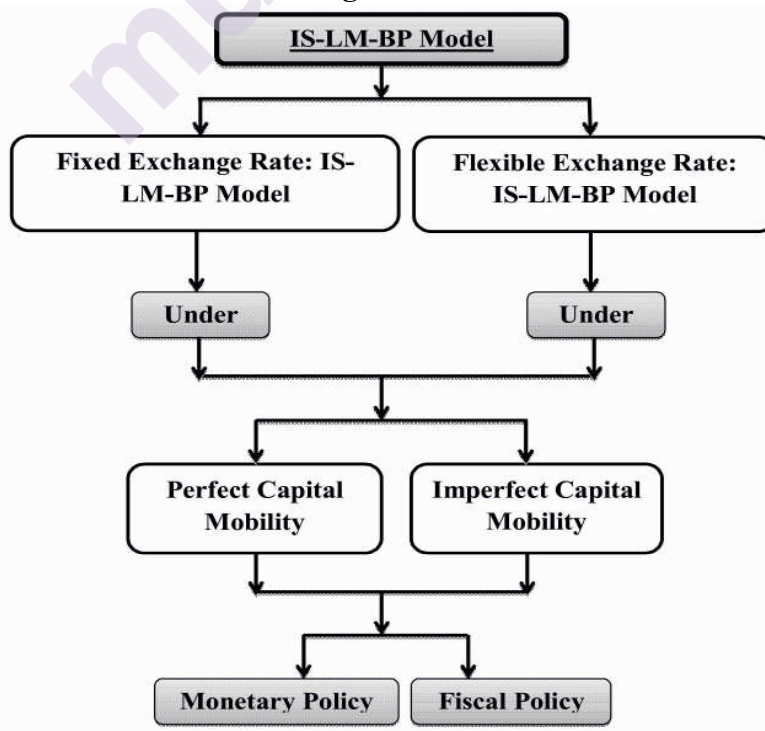 IS-LM-BP Model
Fixed Exchange Rate: IS-
LM-BP Model
Flexible Exchange Rate:
IS-LM-BP Model
Under
Under
Perfect Capital
Mobility
Imperfect Capital
Mobility
Monetary Policy
Fiscal Policy